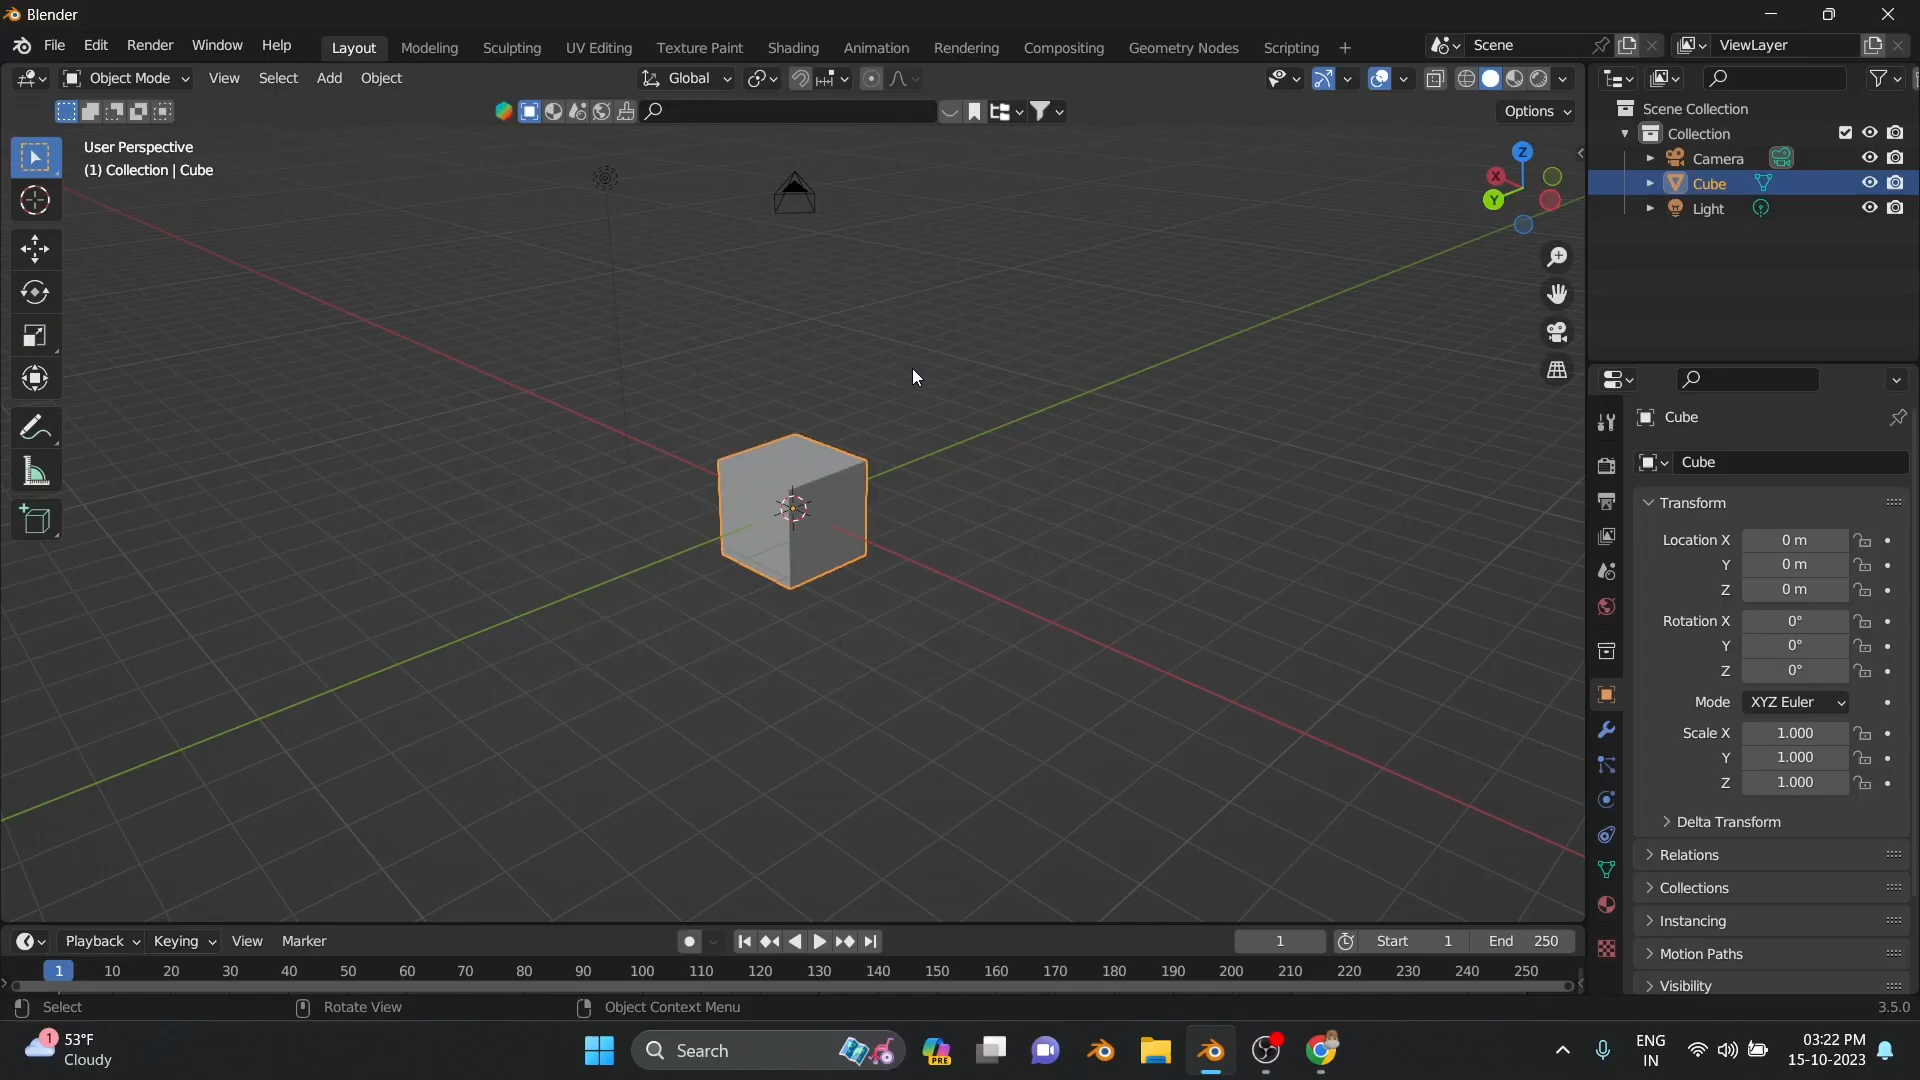 Blender
File Edit Render Window Help Layout Modeling Sculpting UV Editing Texture Paint Shading Animation Rendering Compositing Geometry Nodes Scripting + Scene ViewLayer
Object Mode View Select Add Object Global
Options
User Perspective
(1) Collection | Cube
Z
X
Y
Scene Collection
Collection
Camera
Cube
Light
Cube
Cube
Transform
Location X 0 m
Y 0 m
Z 0 m
Rotation X 0°
Y 0°
Z 0°
Mode XYZ Euler
Scale X 1.000
Y 1.000
Z 1.000
Delta Transform
Relations
Collections
Instancing
Motion Paths
Visibility
Playback Keying View Marker 1 Start 1 End 250
1 10 20 30 40 50 60 70 80 90 100 110 120 130 140 150 160 170 180 190 200 210 220 230 240 250
Select Rotate View Object Context Menu 3.5.0
1 53°F
Cloudy
Search
PRE
ENG
IN
03:22 PM
15-10-2023